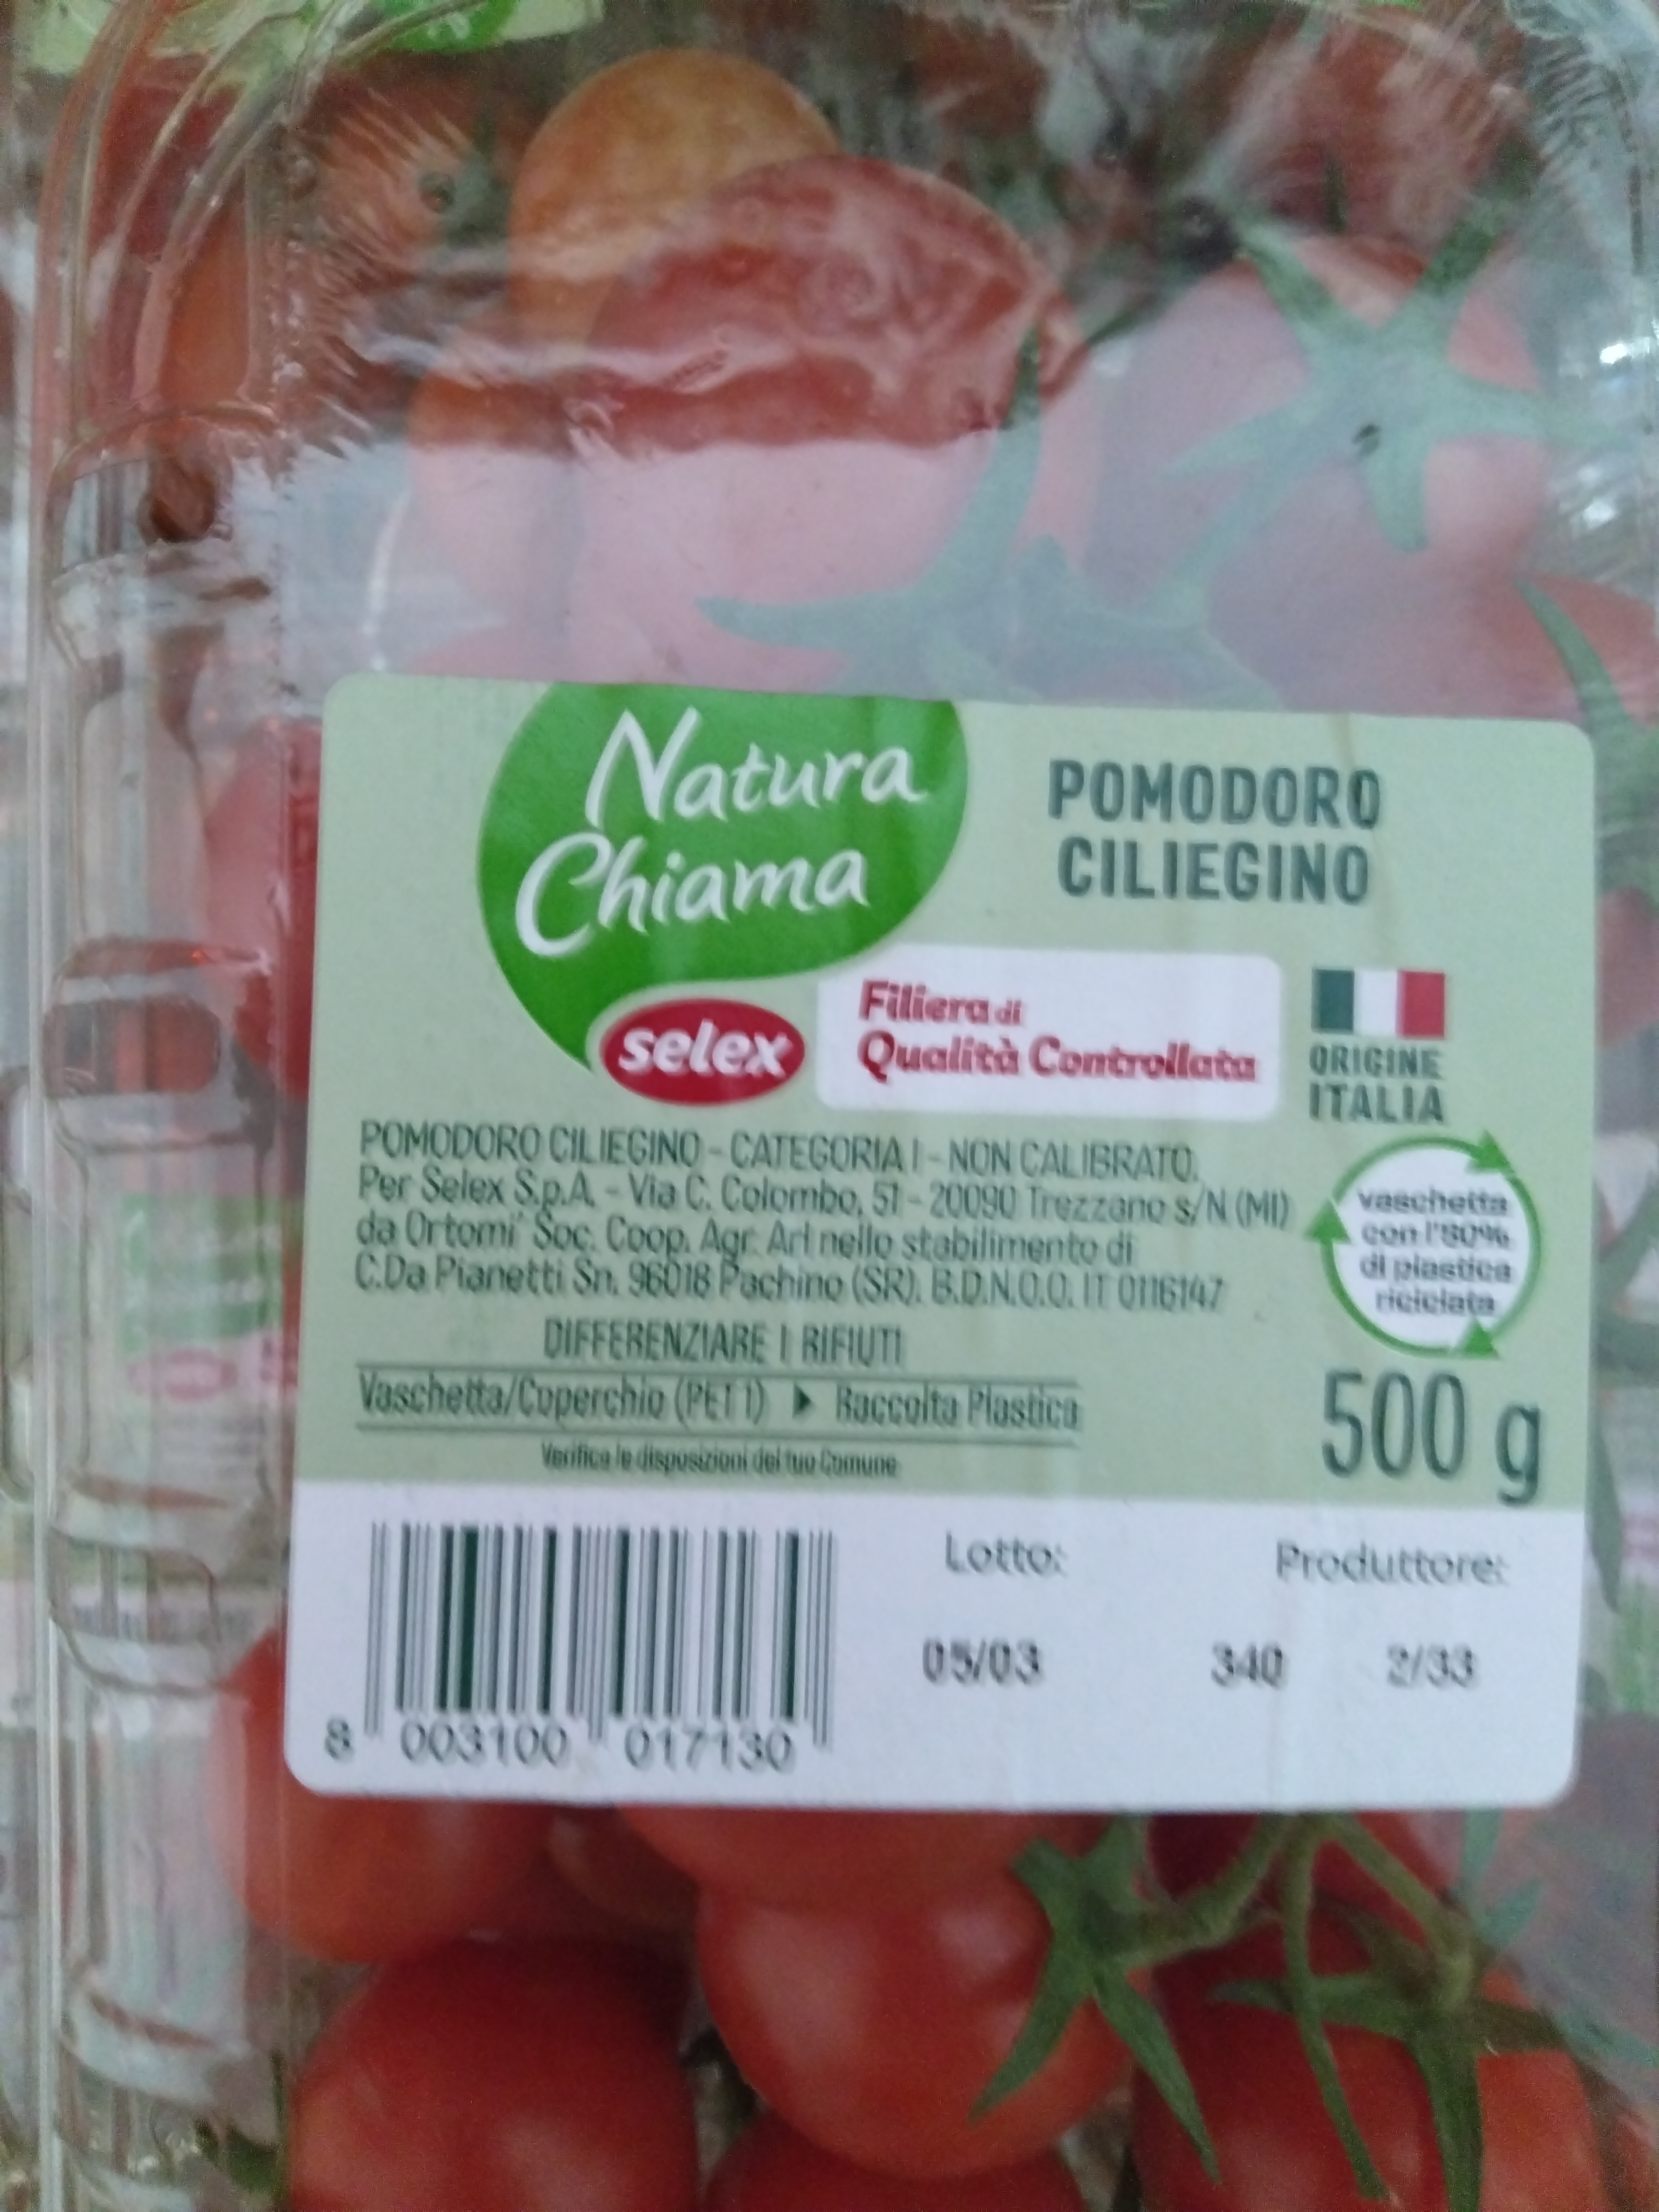 Natura
Chiama
selex
POMODORO
CILIEGINO
Filiera di
Qualità Controllata
ORIGINE
ITALIA
POMODORO CILIEGINO - CATEGORIA I - NON CALIBRATO.
Per Selex S.p.A. - Via C. Colombo, 51 - 20090 Trezzano s/N (MI)
da Ortomi' Soc. Coop. Agr. Arl nello stabilimento di
C.Da Pianetti Sn. 96018 Pachino (SR). B.D.N.O.O. IT 0116147
vaschetta
con l'80%
di plastica
riciclata
DIFFERENZIARE I RIFIUTI
Vaschetta/Coperchio (PET 1) ▶ Raccolta Plastica
Verifica le disposizioni del tuo Comune
500 g
Lotto: Produttore:
05/03 340 2/33
8 003100 017130